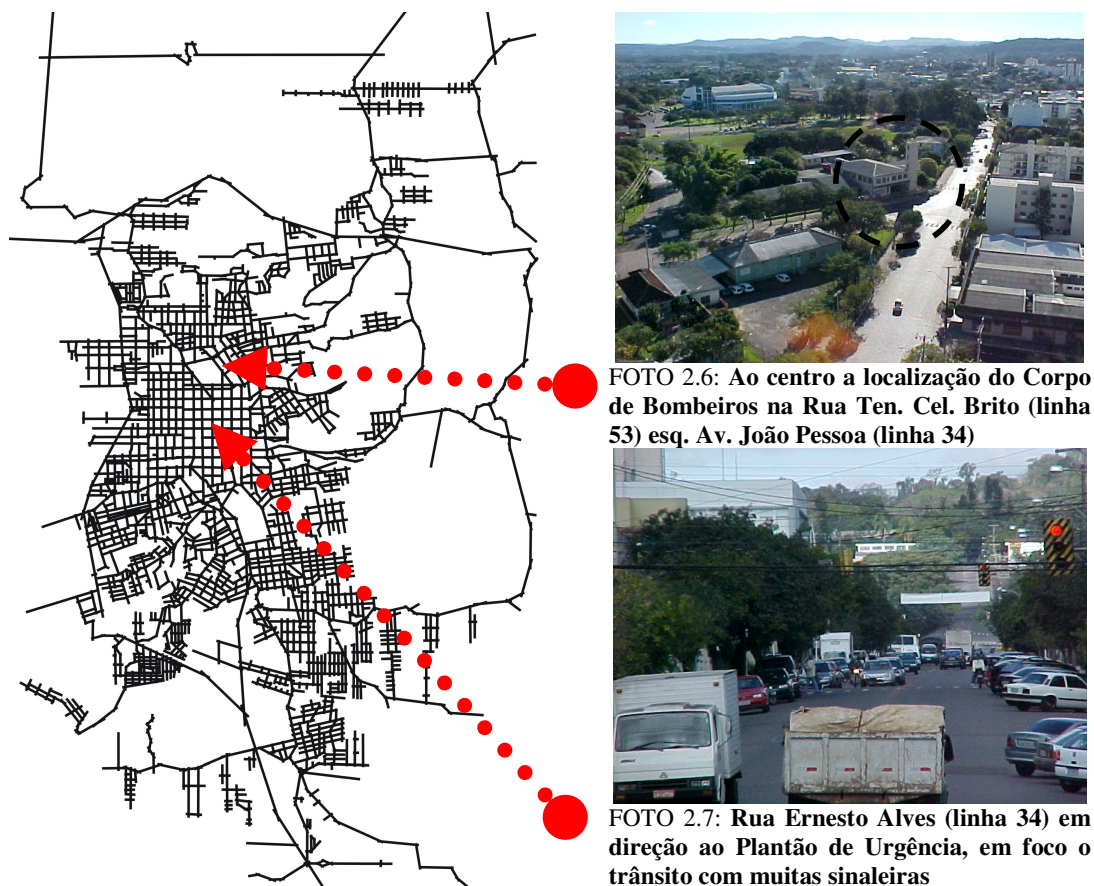 FOTO 2.6: Ao centro a localização do Corpo
de Bombeiros na Rua Ten. Cel. Brito (linha
53) esq. Av. João Pessoa (linha 34)
FOTO 2.7: Rua Ernesto Alves (linha 34) em
direção ao Plantão de Urgência, em foco o
trânsito com muitas sinaleiras